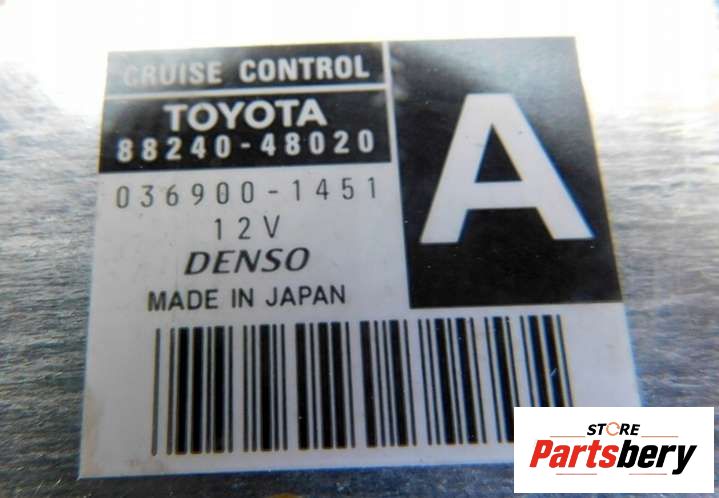 CRUISE CONTROL
TOYOTA
88240-48020
A
036900-1451
12V
DENSO
MADE IN JAPAN
STORE
Partsbery